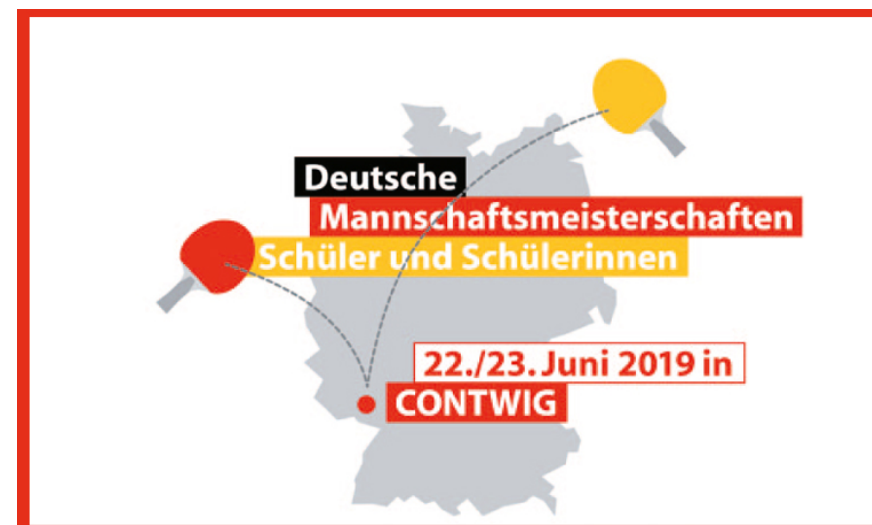 Deutsche
Mannschaftsmeisterschaften
Schüler und Schülerinnen
22./23. Juni 2019 in
CONTWIG